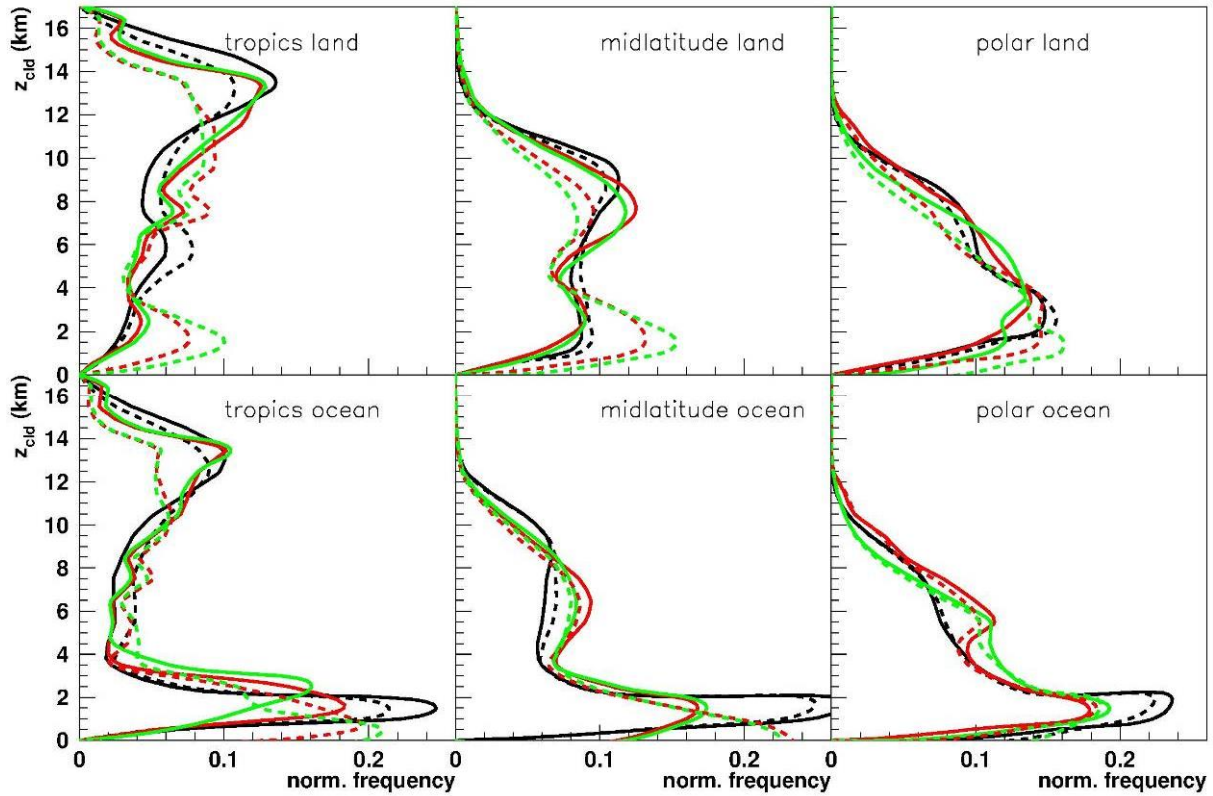 z_cld (km)
16
14
12
10
8
6
4
2
0
tropics land
midlatitude land
polar land
z_cld (km)
16
14
12
10
8
6
4
2
0
tropics ocean
midlatitude ocean
polar ocean
0 0.1 0.2 0 0.1 0.2 0 0.1 0.2
norm. frequency norm. frequency norm. frequency